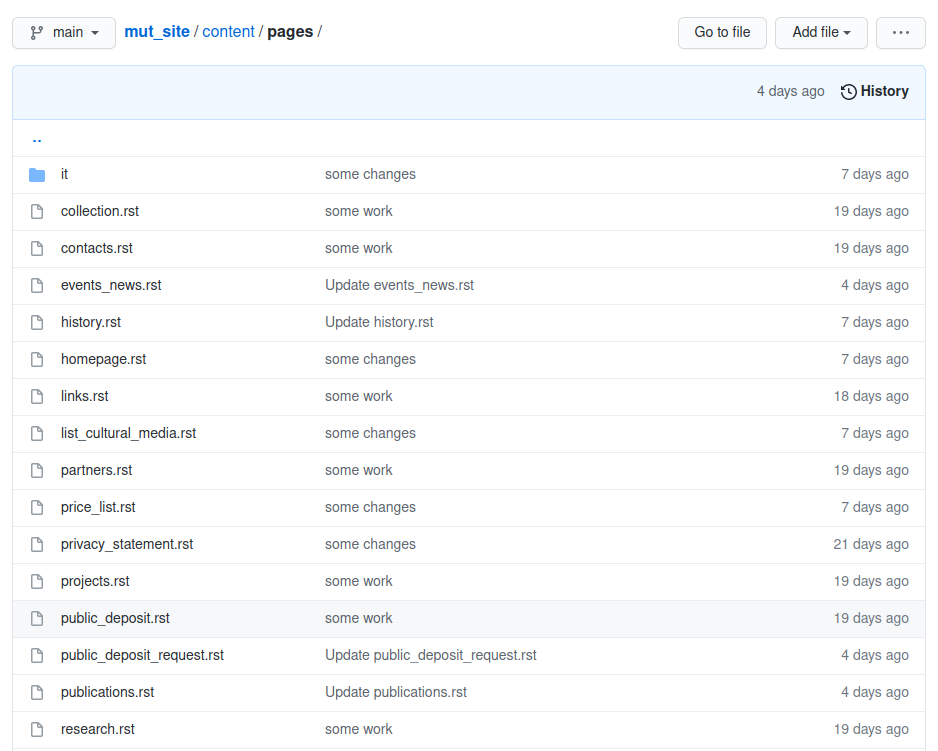 main mut_site / content / pages / Go to file Add file ...
4 days ago History
..
it some changes 7 days ago
collection.rst some work 19 days ago
contacts.rst some work 19 days ago
events_news.rst Update events_news.rst 4 days ago
history.rst Update history.rst 7 days ago
homepage.rst some changes 7 days ago
links.rst some work 18 days ago
list_cultural_media.rst some changes 7 days ago
partners.rst some work 19 days ago
price_list.rst some changes 7 days ago
privacy_statement.rst some changes 21 days ago
projects.rst some work 19 days ago
public_deposit.rst some work 19 days ago
public_deposit_request.rst Update public_deposit_request.rst 4 days ago
publications.rst Update publications.rst 4 days ago
research.rst some work 19 days ago